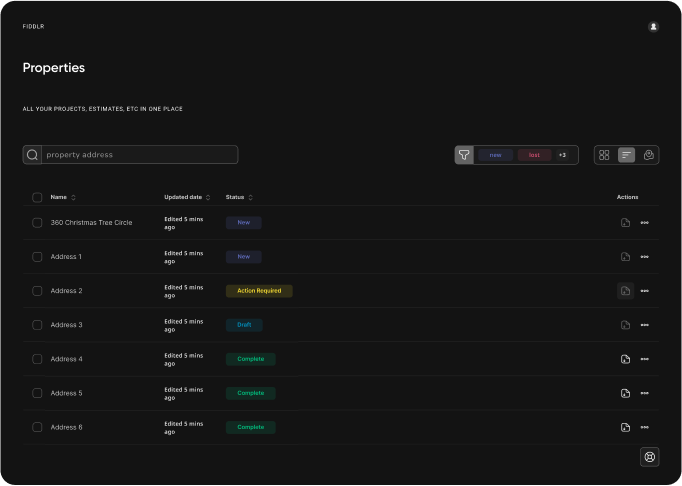 FIDDLR
Properties
ALL YOUR PROJECTS, ESTIMATES, ETC IN ONE PLACE
property address
new lost +3
Name Updated date Status Actions
360 Christmas Tree Circle Edited 5 mins ago New
Address 1 Edited 5 mins ago New
Address 2 Edited 5 mins ago Action Required
Address 3 Edited 5 mins ago Draft
Address 4 Edited 5 mins ago Complete
Address 5 Edited 5 mins ago Complete
Address 6 Edited 5 mins ago Complete